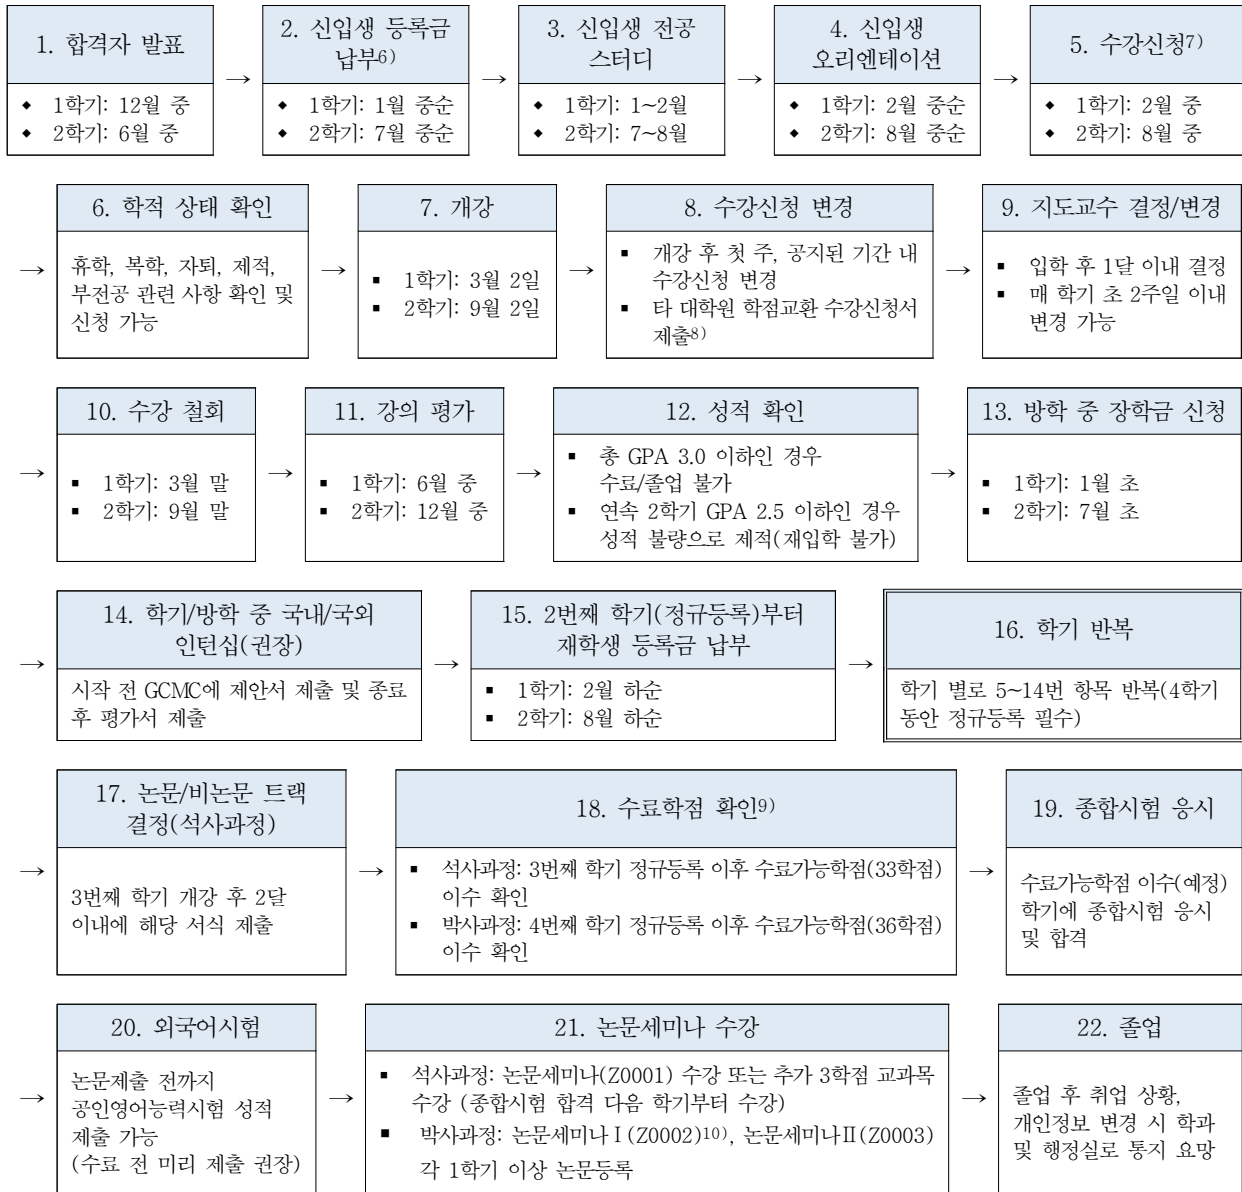 1. 합격자 발표
◆ 1학기: 12월 중
◆ 2학기: 6월 중
→
2. 신입생 등록금
납부6)
◆ 1학기: 1월 중순
◆ 2학기: 7월 중순
→
3. 신입생 전공
스터디
◆ 1학기: 1~2월
◆ 2학기: 7~8월
→
4. 신입생
오리엔테이션
◆ 1학기: 2월 중순
◆ 2학기: 8월 중순
→
5. 수강신청7)
◆ 1학기: 2월 중
◆ 2학기: 8월 중
→
6. 학적 상태 확인
휴학, 복학, 자퇴, 제적,
부전공 관련 사항 확인 및
신청 가능
→
7. 개강
▪ 1학기: 3월 2일
▪ 2학기: 9월 2일
→
8. 수강신청 변경
▪ 개강 후 첫 주, 공지된 기간 내
수강신청 변경
▪ 타 대학원 학점교환 수강신청서
제출8)
→
9. 지도교수 결정/변경
▪ 입학 후 1달 이내 결정
▪ 매 학기 초 2주일 이내
변경 가능
→
10. 수강 철회
▪ 1학기: 3월 말
▪ 2학기: 9월 말
→
11. 강의 평가
▪ 1학기: 6월 중
▪ 2학기: 12월 중
→
12. 성적 확인
▪ 총 GPA 3.0 이하인 경우
수료/졸업 불가
▪ 연속 2학기 GPA 2.5 이하인 경우
성적 불량으로 제적(재입학 불가)
→
13. 방학 중 장학금 신청
▪ 1학기: 1월 초
▪ 2학기: 7월 초
→
14. 학기/방학 중 국내/국외
인턴십(권장)
시작 전 GCMC에 제안서 제출 및 종료
후 평가서 제출
→
15. 2번째 학기(정규등록)부터
재학생 등록금 납부
▪ 1학기: 2월 하순
▪ 2학기: 8월 하순
→
16. 학기 반복
학기 별로 5~14번 항목 반복(4학기
동안 정규등록 필수)
→
17. 논문/비논문 트랙
결정(석사과정)
3번째 학기 개강 후 2달
이내에 해당 서식 제출
→
18. 수료학점 확인9)
▪ 석사과정: 3번째 학기 정규등록 이후 수료가능학점(33학점)
이수 확인
▪ 박사과정: 4번째 학기 정규등록 이후 수료가능학점(36학점)
이수 확인
→
19. 종합시험 응시
수료가능학점 이수(예정)
학기에 종합시험 응시
및 합격
→
20. 외국어시험
논문제출 전까지
공인영어능력시험 성적
제출 가능
(수료 전 미리 제출 권장)
→
21. 논문세미나 수강
▪ 석사과정: 논문세미나(Z0001) 수강 또는 추가 3학점 교과목
수강 (종합시험 합격 다음 학기부터 수강)
▪ 박사과정: 논문세미나Ⅰ(Z0002)10), 논문세미나Ⅱ(Z0003)
각 1학기 이상 논문등록
→
22. 졸업
졸업 후 취업 상황,
개인정보 변경 시 학과
및 행정실로 통지 요망